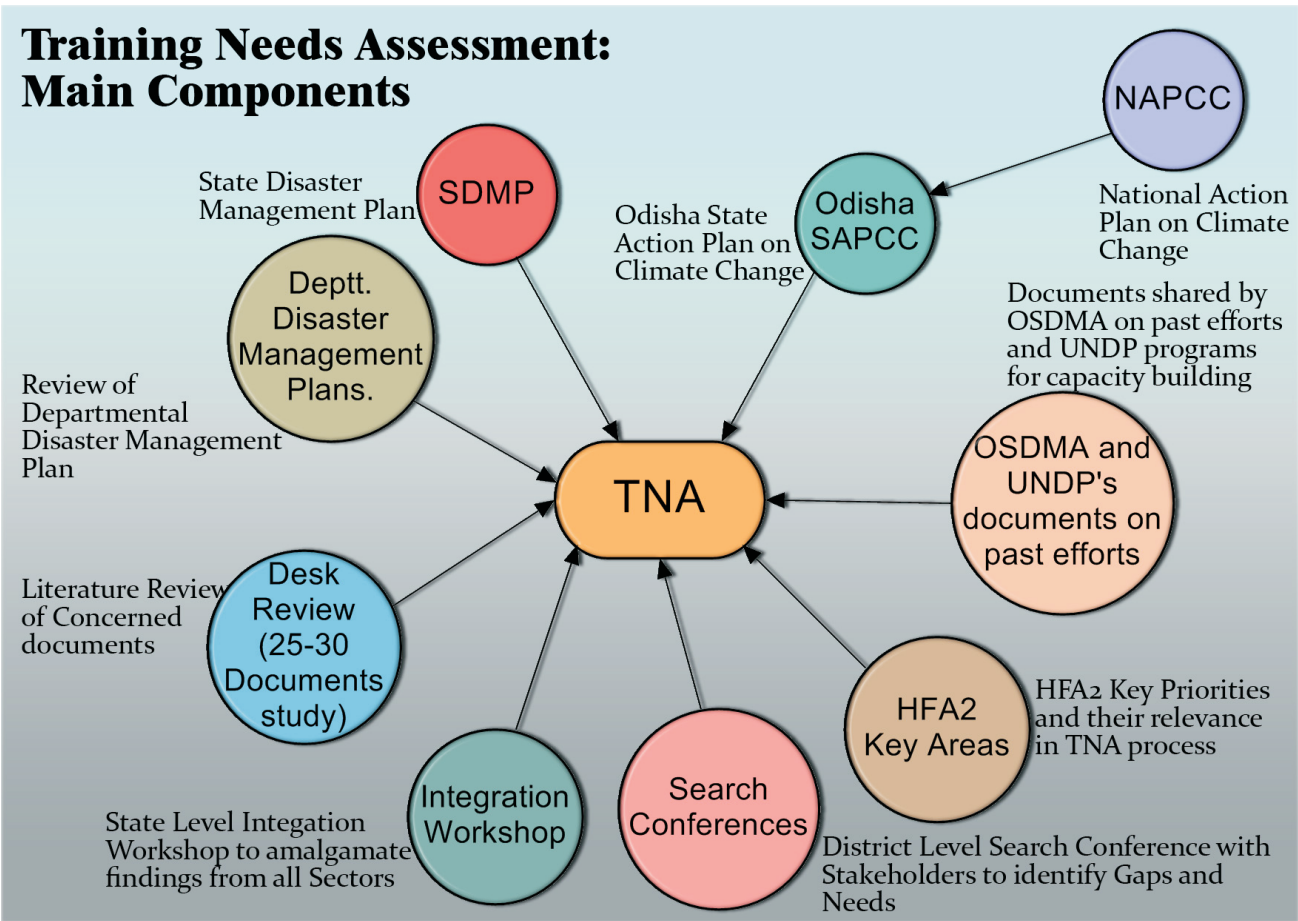 Training Needs Assessment:
Main Components
NAPCC
National Action
Plan on Climate
Change
SDMP
State Disaster
Management Plan
Odisha
SAPCC
Odisha State
Action Plan on
Climate Change
Deptt.
Disaster
Management
Plans.
Review of
Departmental
Disaster Management
Plan
Documents shared by
OSDMA on past efforts
and UNDP programs
for capacity building
OSDMA and
UNDP's
documents on
past efforts
TNA
Desk
Review
(25-30
Documents
study)
Literature Review
of Concerned
documents
HFA2
Key Areas
HFA2 Key Priorities
and their relevance
in TNA process
Integration
Workshop
State Level Integation
Workshop to amalgamate
findings from all Sectors
Search
Conferences
District Level Search Conference with
Stakeholders to identify Gaps and
Needs